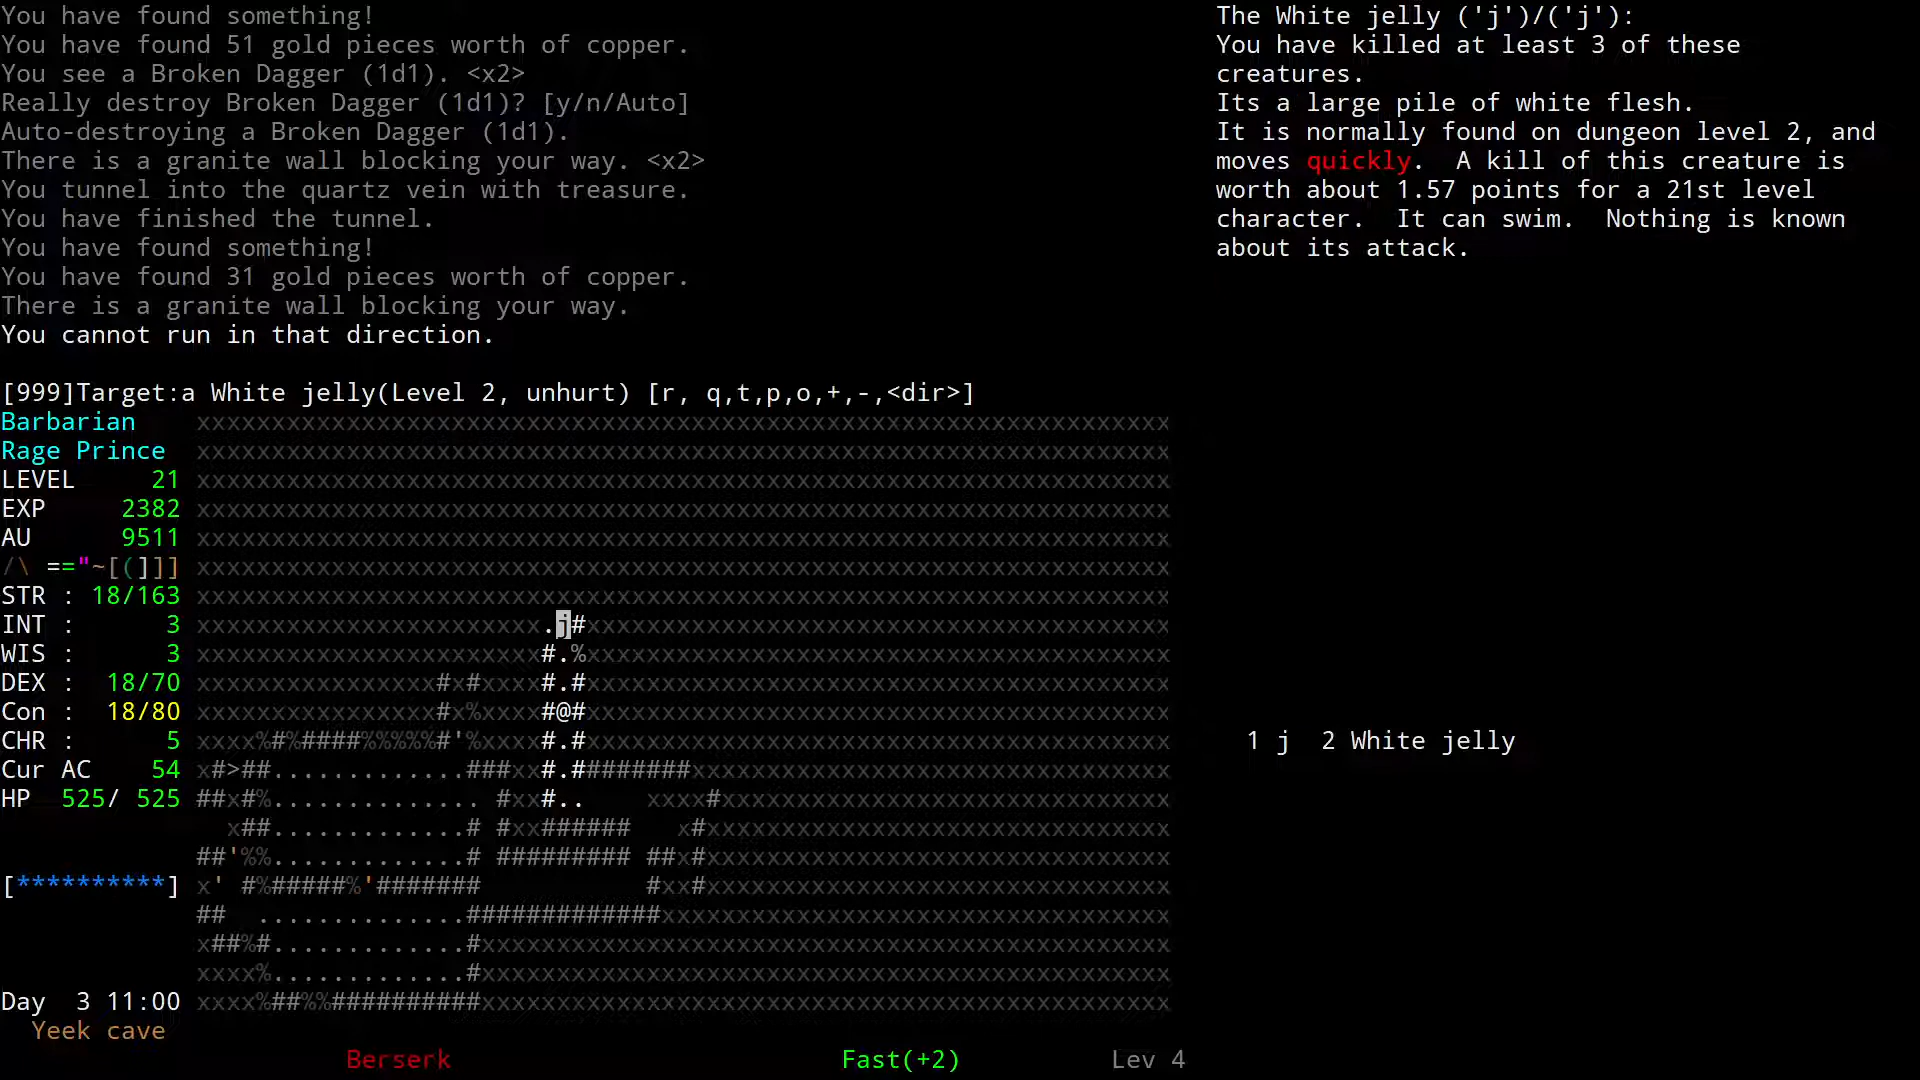 You have found something!
You have found 51 gold pieces worth of copper.
You see a Broken Dagger (1d1). <x2>
Really destroy Broken Dagger (1d1)? [y/n/Auto]
Auto-destroying a Broken Dagger (1d1).
There is a granite wall blocking your way. <x2>
You tunnel into the quartz vein with treasure.
You have finished the tunnel.
You have found something!
You have found 31 gold pieces worth of copper.
There is a granite wall blocking your way.
You cannot run in that direction.
The White jelly ('j')/('j'):
You have killed at least 3 of these
creatures.
Its a large pile of white flesh.
It is normally found on dungeon level 2, and
moves quickly.  A kill of this creature is
worth about 1.57 points for a 21st level
character.  It can swim.  Nothing is known
about its attack.
[999]Target:a White jelly(Level 2, unhurt) [r, q,t,p,o,+,-,<dir>]
Barbarian
Rage Prince
LEVEL 21
EXP 2382
AU 9511
/\ =="~[(]]]
STR : 18/163
INT : 3
WIS : 3
DEX : 18/70
Con : 18/80
CHR : 5
Cur AC 54
HP 525/ 525
[**********]
Day 3 11:00
Yeek cave
1 j 2 White jelly
Berserk
Fast(+2)
Lev 4